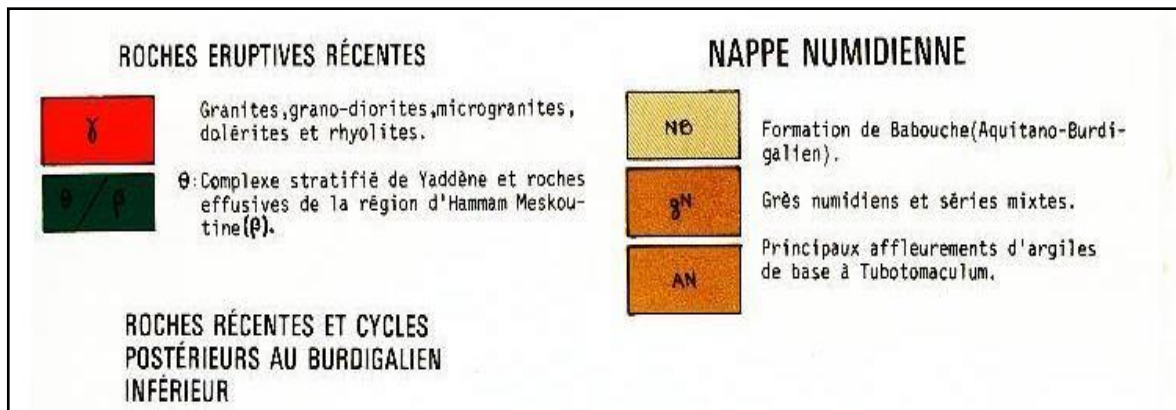 ROCHES ERUPTIVES RÉCENTES
γ
Granites,grano-diorites,microgranites,
dolérites et rhyolites.
θ/β
θ:Complexe stratifié de Yaddène et roches
effusives de la région d'Hammam Meskou-
tine(β).
ROCHES RÉCENTES ET CYCLES
POSTÉRIEURS AU BURDIGALIEN
INFÉRIEUR
NAPPE NUMIDIENNE
NB
Formation de Babouche(Aquitano-Burdi-
galien).
gN
Grès numidiens et séries mixtes.
AN
Principaux affleurements d'argiles
de base à Tubotomaculum.